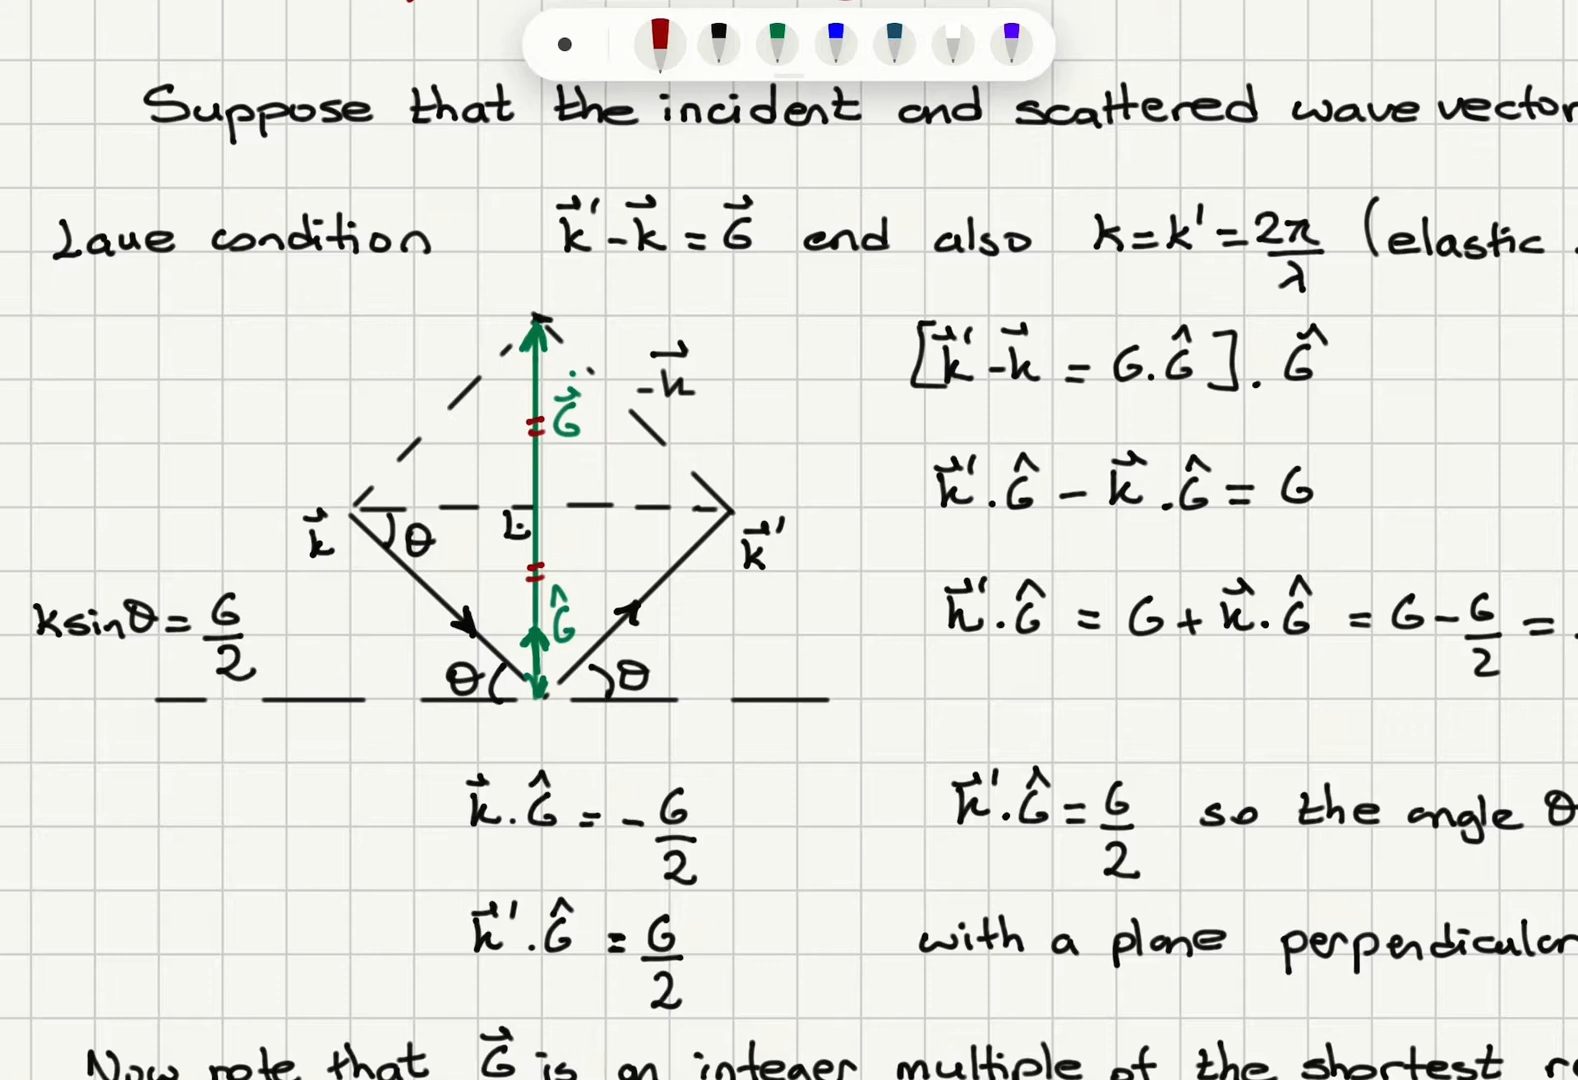 Suppose that the incident and scattered wave vector
Laue condition k⃗′ - k⃗ = G⃗ and also k = k′ = 2π/λ (elastic
[k⃗′ - k⃗ = G.Ĝ] . Ĝ
G⃗ -k⃗
k⃗′.Ĝ - k⃗.Ĝ = G
k⃗ θ k⃗′
k sinθ = G/2 Ĝ
k⃗′.Ĝ = G + k⃗.Ĝ = G - G/2 =
θ θ
k⃗.Ĝ = - G/2
k⃗′.Ĝ = G/2 so the angle θ
k⃗′.Ĝ = G/2
with a plane perpendicular
Now note that G⃗ is an integer multiple of the shortest